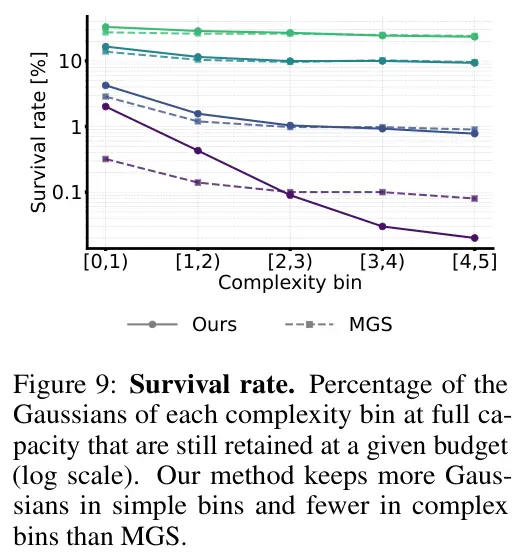 Survival rate [%]
10
1
0.1
[0,1) [1,2) [2,3) [3,4) [4,5]
Complexity bin
Ours MGS
Figure 9: Survival rate. Percentage of the
Gaussians of each complexity bin at full ca-
pacity that are still retained at a given budget
(log scale). Our method keeps more Gaus-
sians in simple bins and fewer in complex
bins than MGS.